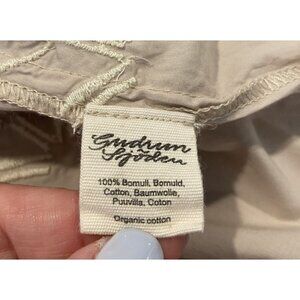 Gudrun
Sjödén
100% Bomull, Bomuld,
Cotton, Baumwolle,
Puuvilla, Coton
Organic cotton